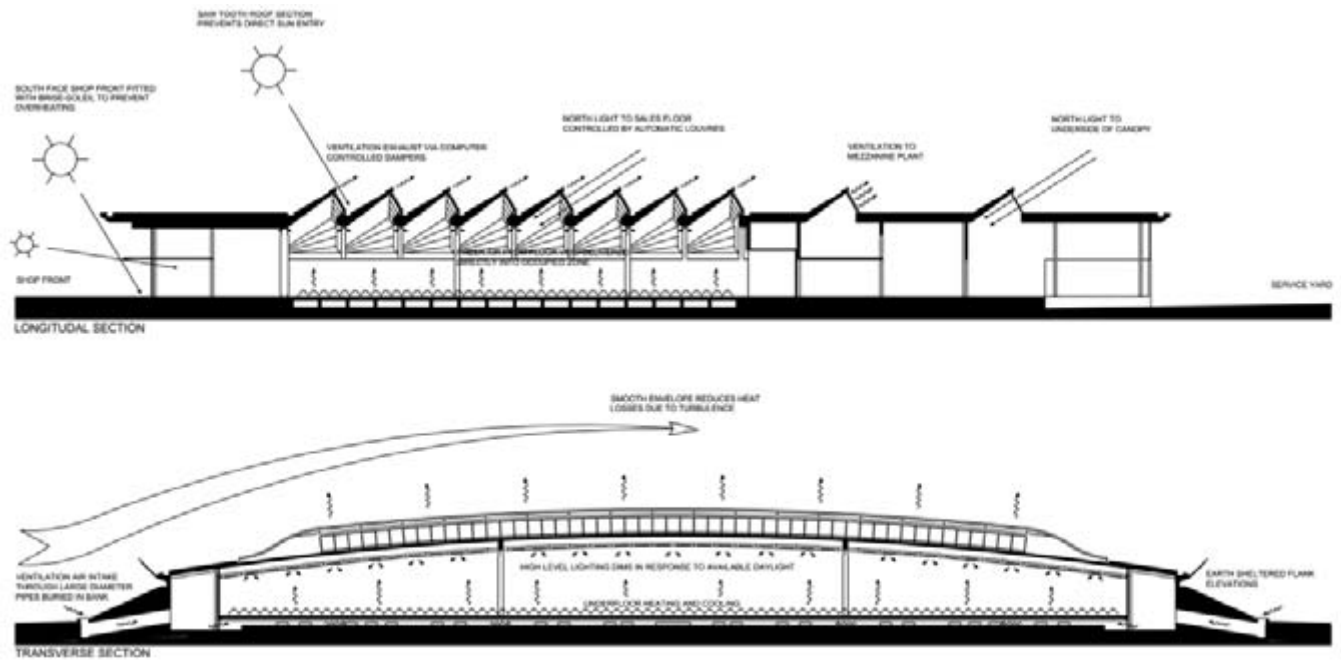 SAW TOOTH ROOF SECTION
PREVENTS DIRECT SUN ENTRY
SOUTH FACE SHOP FRONT FITTED
WITH BRISE-SOLEIL TO PREVENT
OVERHEATING
NORTH LIGHT TO SALES FLOOR
CONTROLLED BY AUTOMATIC LOUVRES
NORTH LIGHT TO
UNDERSIDE OF CANOPY
VENTILATION EXHAUST VIA COMPUTER
CONTROLLED DAMPERS
VENTILATION TO
MEZZANINE PLANT
DIRECTLY INTO OCCUPIED ZONE
SHOP FRONT
SERVICE YARD
LONGITUDAL SECTION
SMOOTH ENVELOPE REDUCES HEAT
LOSSES DUE TO TURBULENCE
VENTILATION AIR INTAKE
THROUGH LARGE DIAMETER
PIPES BURIED IN BANK
HIGH LEVEL LIGHTING DIMS IN RESPONSE TO AVAILABLE DAYLIGHT
EARTH SHELTERED FLANK
ELEVATIONS
UNDERFLOOR HEATING AND COOLING
TRANSVERSE SECTION